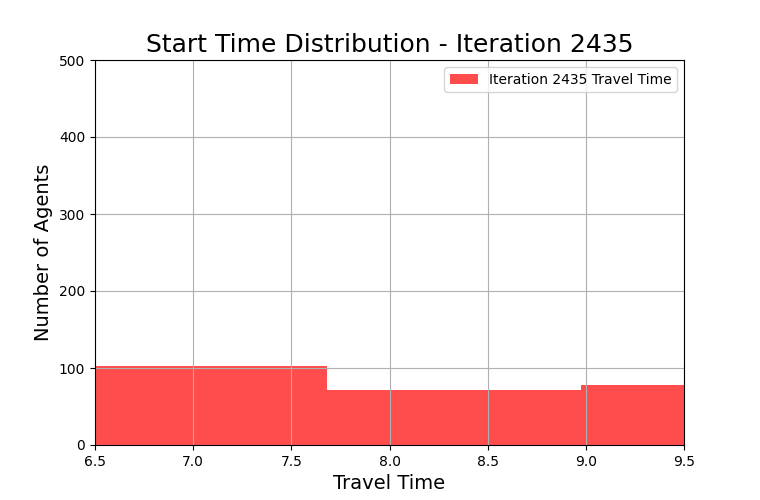 Start Time Distribution - Iteration 2435
Iteration 2435 Travel Time
Number of Agents
500
400
300
200
100
0
6.5 7.0 7.5 8.0 8.5 9.0 9.5
Travel Time